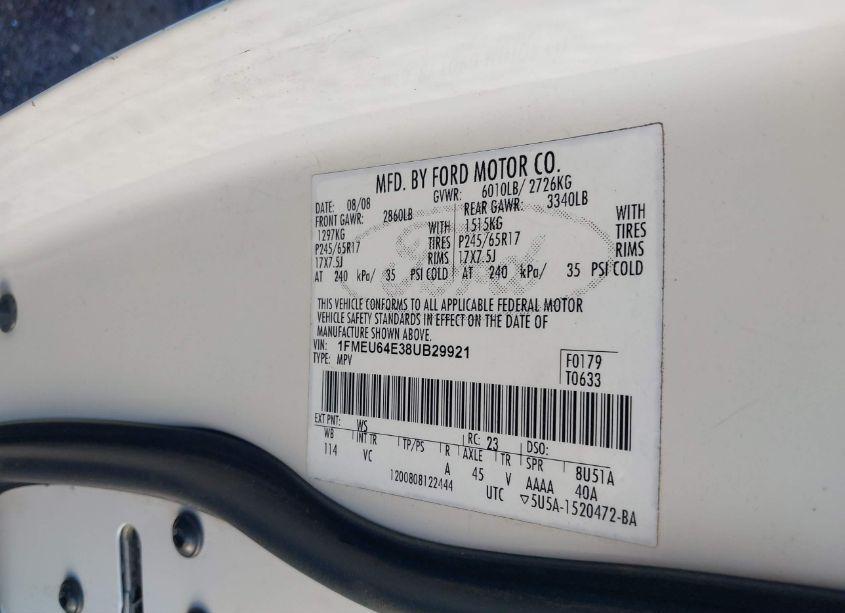 MFD. BY FORD MOTOR CO.
DATE: 08/08 GVWR: 6010LB/ 2726KG
FRONT GAWR: 2860LB REAR GAWR: 3340LB
1297KG WITH 1515KG WITH
P245/65R17 TIRES P245/65R17 TIRES
17X7.5J RIMS 17X7.5J RIMS
AT 240 kPa/ 35 PSI COLD AT 240 kPa/ 35 PSI COLD
Ford
THIS VEHICLE CONFORMS TO ALL APPLICABLE FEDERAL MOTOR
VEHICLE SAFETY STANDARDS IN EFFECT ON THE DATE OF
MANUFACTURE SHOWN ABOVE.
VIN: 1FMEU64E38UB29921
TYPE: MPV
F0179
T0633
EXT PNT: WS RC: 23 DSO:
WB INT TR TP/PS R AXLE TR SPR 8U51A
114 VC A 45 V AAAA 40A
1200808122444 UTC ▽5U5A-1520472-BA